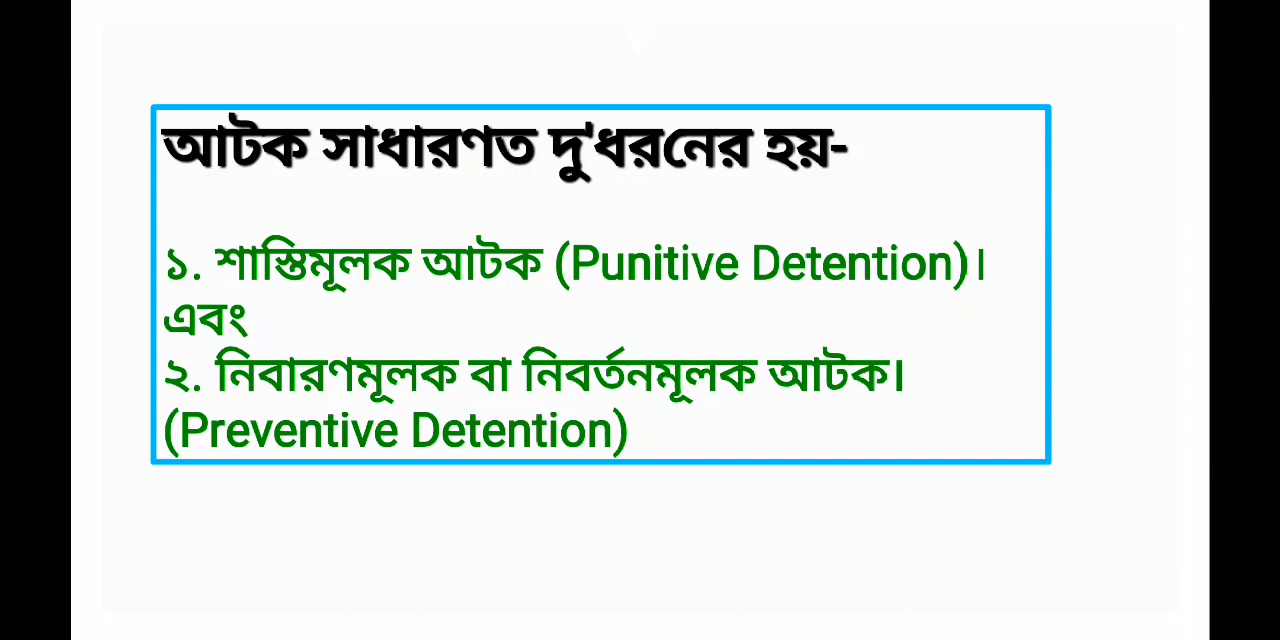 আটক সাধারণত দু'ধরনের হয়-
১. শাস্তিমূলক আটক (Punitive Detention)।
এবং
২. নিবারণমূলক বা নিবর্তনমূলক আটক।
(Preventive Detention)